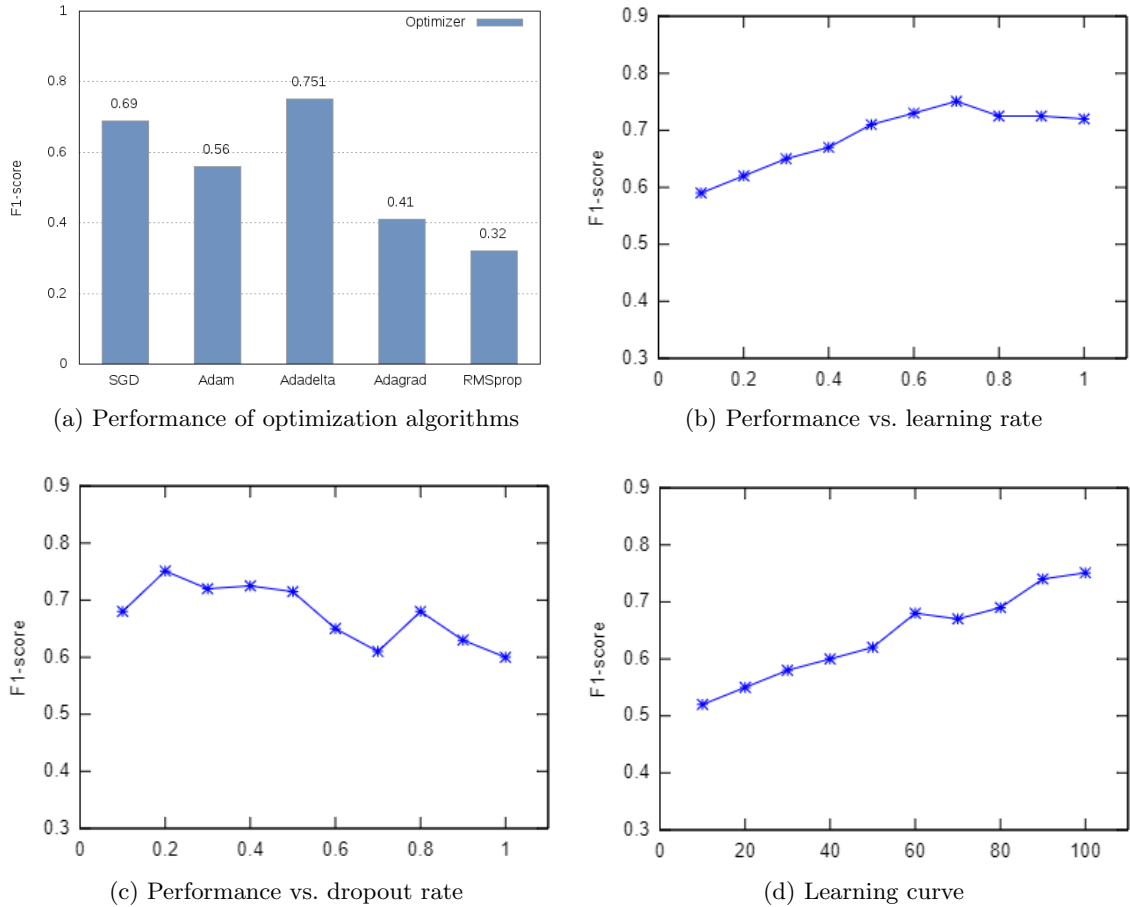 1
Optimizer
0.8
0.751
0.69
0.6
0.56
F1-score
0.4
0.41
0.32
0.2
0
SGD Adam Adadelta Adagrad RMSprop
(a) Performance of optimization algorithms
0.9
0.8
0.7
0.6
F1-score
0.5
0.4
0.3
0 0.2 0.4 0.6 0.8 1
(b) Performance vs. learning rate
0.9
0.8
0.7
0.6
F1-score
0.5
0.4
0.3
0 0.2 0.4 0.6 0.8 1
(c) Performance vs. dropout rate
0.9
0.8
0.7
0.6
F1-score
0.5
0.4
0.3
0 20 40 60 80 100
(d) Learning curve